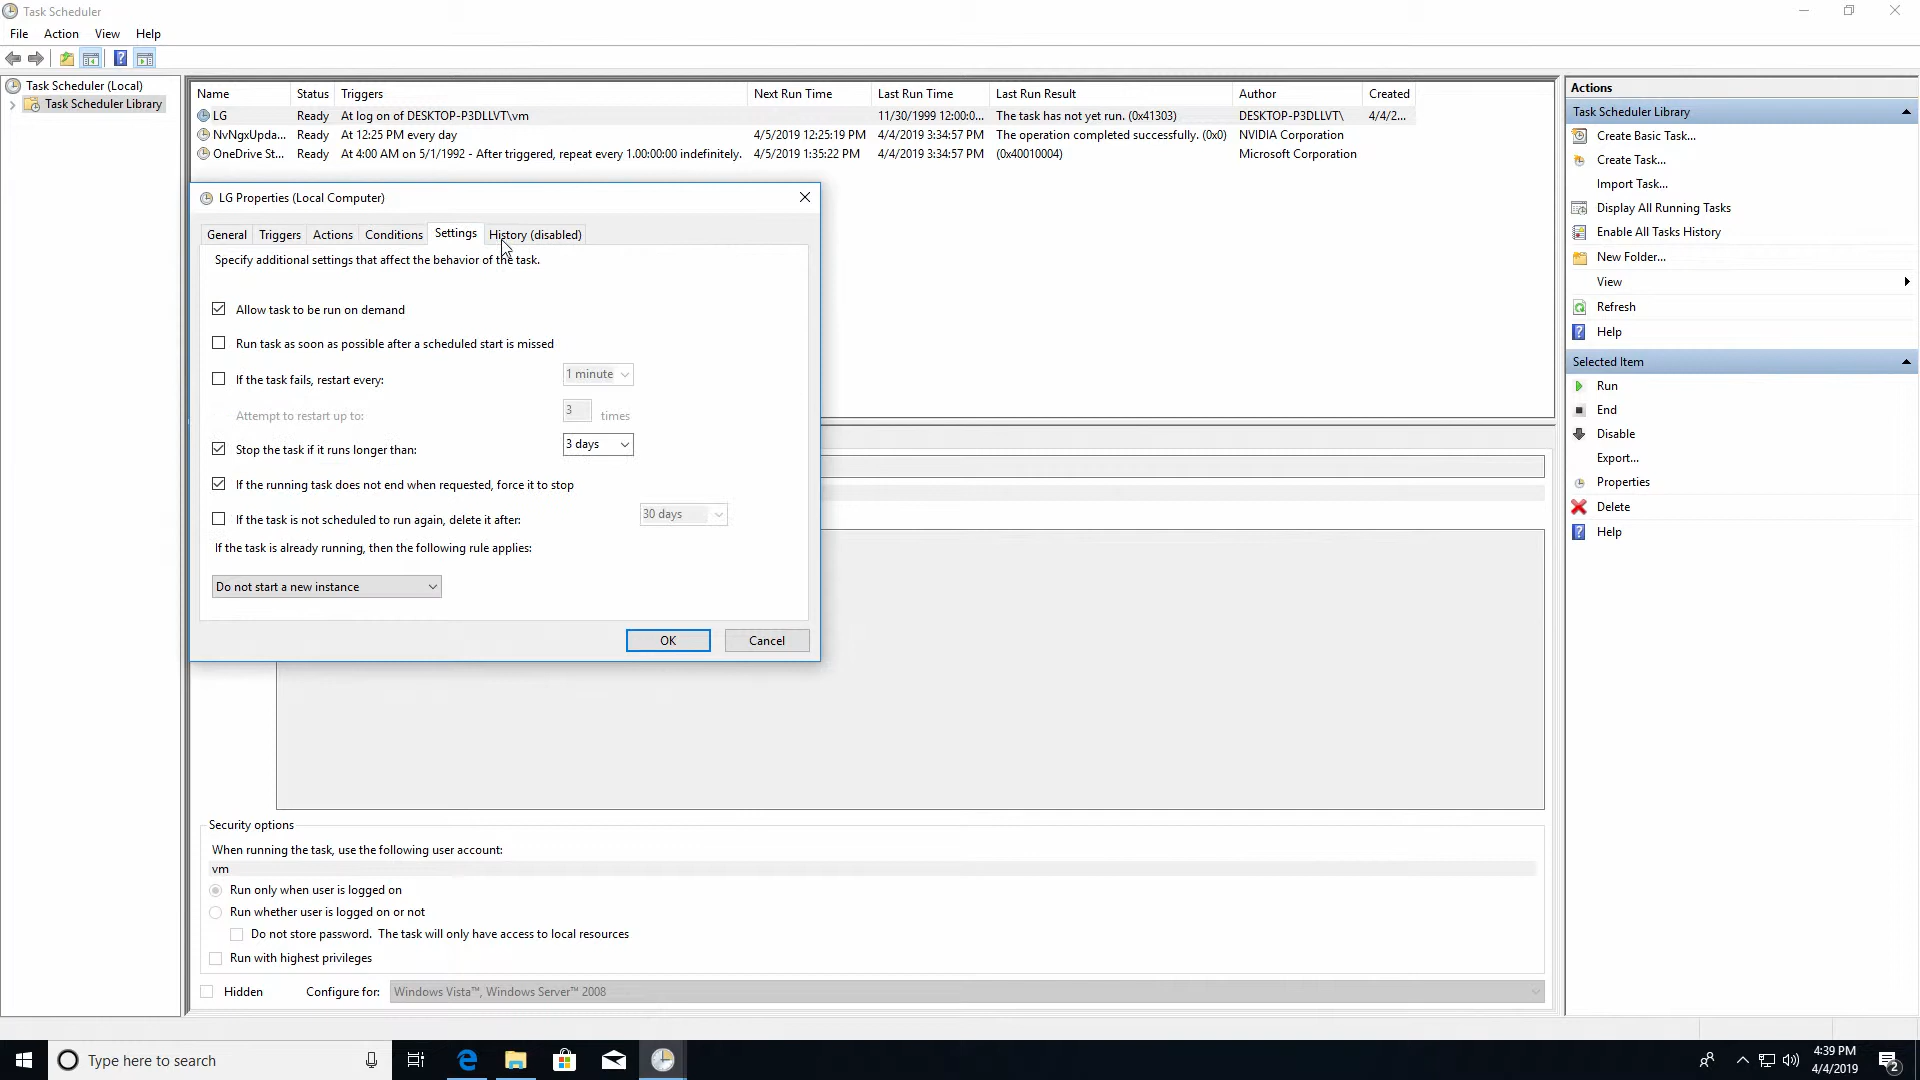 Task Scheduler
File Action View Help
Task Scheduler (Local)
Task Scheduler Library
Name Status Triggers Next Run Time Last Run Time Last Run Result Author Created
LG Ready At log on of DESKTOP-P3DLLVT\vm 11/30/1999 12:00:0... The task has not yet run. (0x41303) DESKTOP-P3DLLVT\ 4/4/2...
NvNgxUpda... Ready At 12:25 PM every day 4/5/2019 12:25:19 PM 4/4/2019 3:34:57 PM The operation completed successfully. (0x0) NVIDIA Corporation
OneDrive St... Ready At 4:00 AM on 5/1/1992 - After triggered, repeat every 1.00:00:00 indefinitely. 4/5/2019 1:35:22 PM 4/4/2019 3:34:57 PM (0x40010004) Microsoft Corporation
LG Properties (Local Computer)
General Triggers Actions Conditions Settings History (disabled)
Specify additional settings that affect the behavior of the task.
Allow task to be run on demand
Run task as soon as possible after a scheduled start is missed
If the task fails, restart every: 1 minute
Attempt to restart up to: 3 times
Stop the task if it runs longer than: 3 days
If the running task does not end when requested, force it to stop
If the task is not scheduled to run again, delete it after: 30 days
If the task is already running, then the following rule applies:
Do not start a new instance
OK Cancel
Security options
When running the task, use the following user account:
vm
Run only when user is logged on
Run whether user is logged on or not
Do not store password. The task will only have access to local resources
Run with highest privileges
Hidden Configure for: Windows Vista™, Windows Server™ 2008
Actions
Task Scheduler Library
Create Basic Task...
Create Task...
Import Task...
Display All Running Tasks
Enable All Tasks History
New Folder...
View
Refresh
Help
Selected Item
Run
End
Disable
Export...
Properties
Delete
Help
Type here to search
4:39 PM
4/4/2019
2